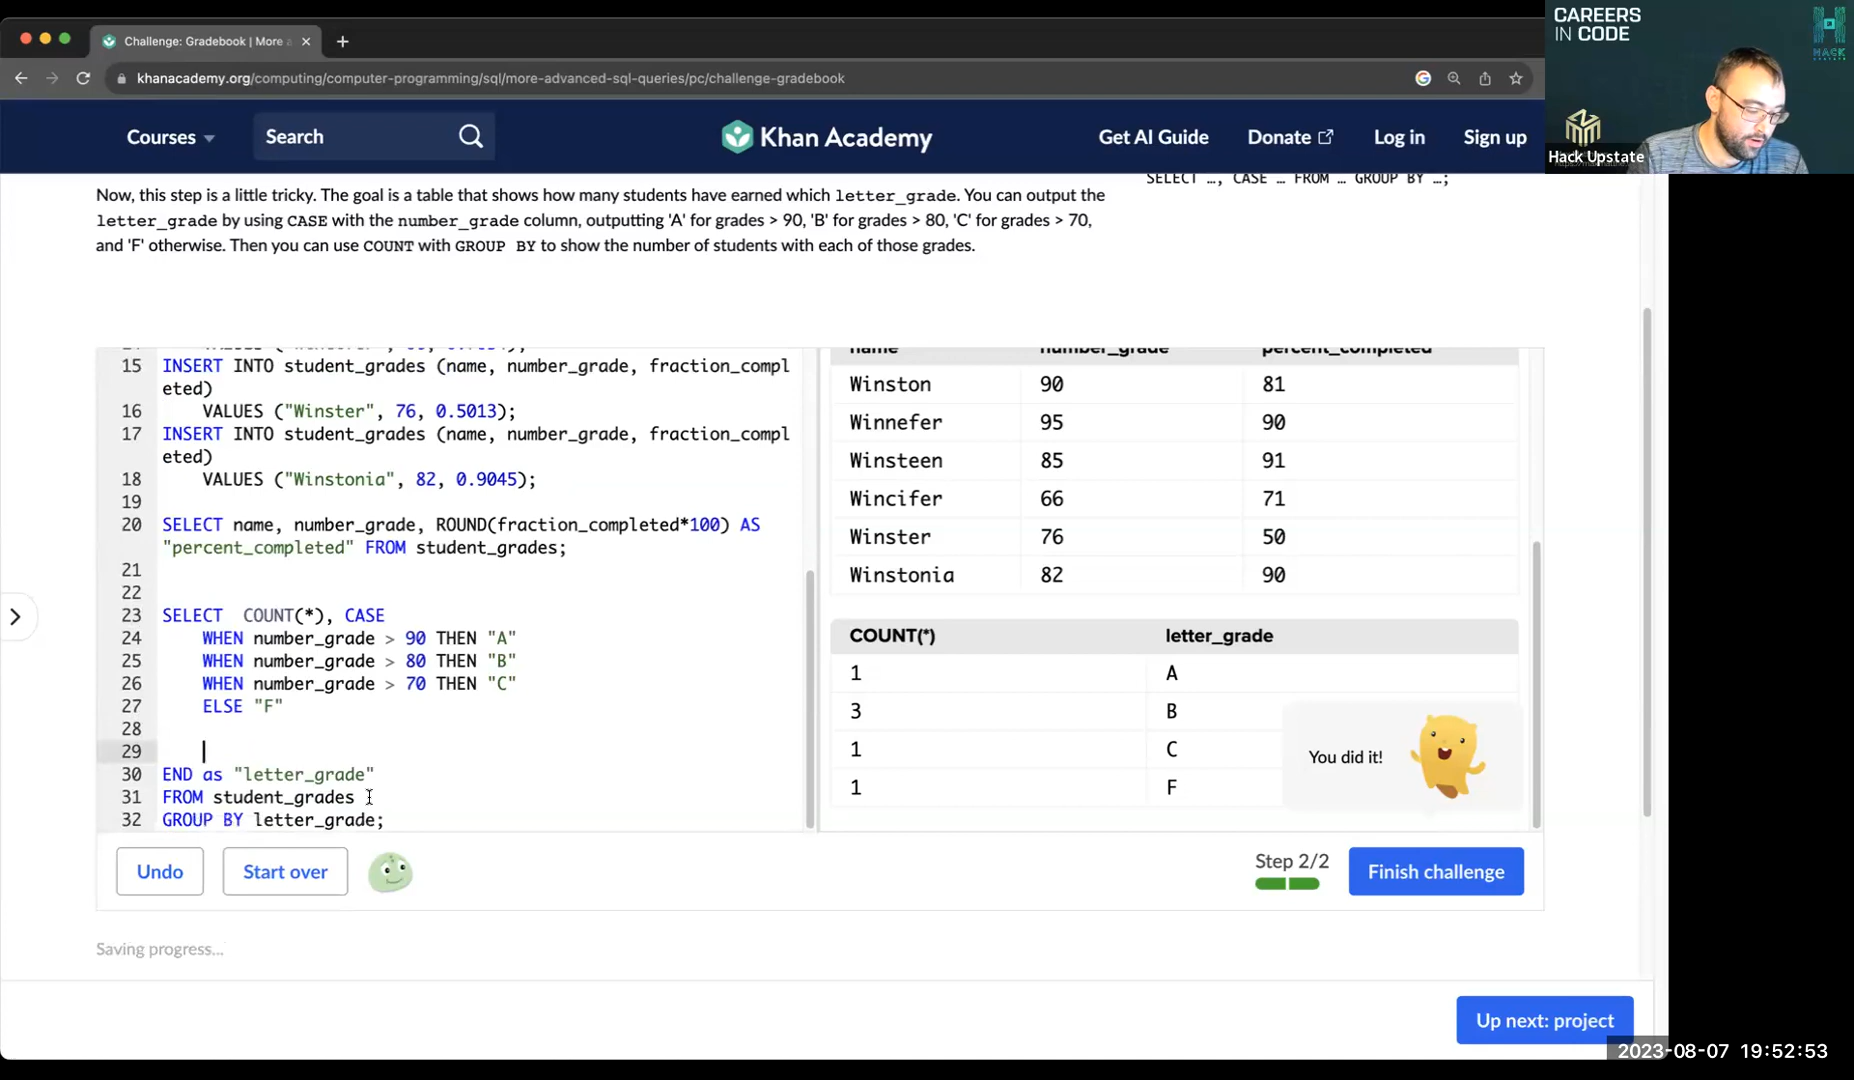 Challenge: Gradebook | More a
khanacademy.org/computing/computer-programming/sql/more-advanced-sql-queries/pc/challenge-gradebook
CAREERS
IN CODE
HACK
UPSTATE
Hack Upstate
Courses
Search
Khan Academy
Get AI Guide
Donate
Log in
Sign up
Now, this step is a little tricky. The goal is a table that shows how many students have earned which letter_grade. You can output the
letter_grade by using CASE with the number_grade column, outputting 'A' for grades > 90, 'B' for grades > 80, 'C' for grades > 70,
and 'F' otherwise. Then you can use COUNT with GROUP BY to show the number of students with each of those grades.
SELECT …, CASE … FROM … GROUP BY …;
15 INSERT INTO student_grades (name, number_grade, fraction_compl
eted)
16 VALUES ("Winster", 76, 0.5013);
17 INSERT INTO student_grades (name, number_grade, fraction_compl
eted)
18 VALUES ("Winstonia", 82, 0.9045);
19
20 SELECT name, number_grade, ROUND(fraction_completed*100) AS
"percent_completed" FROM student_grades;
21
22
23 SELECT  COUNT(*), CASE
24 WHEN number_grade > 90 THEN "A"
25 WHEN number_grade > 80 THEN "B"
26 WHEN number_grade > 70 THEN "C"
27 ELSE "F"
28
29
30 END as "letter_grade"
31 FROM student_grades
32 GROUP BY letter_grade;
name number_grade percent_completed
Winston 90 81
Winnefer 95 90
Winsteen 85 91
Wincifer 66 71
Winster 76 50
Winstonia 82 90
COUNT(*) letter_grade
1 A
3 B
1 C
1 F
You did it!
Undo
Start over
Step 2/2
Finish challenge
Saving progress...
Up next: project
2023-08-07 19:52:53